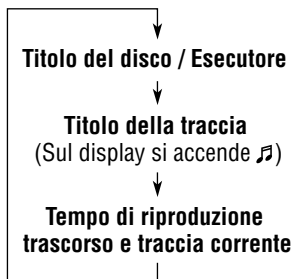 Titolo del disco / Esecutore
Titolo della traccia
(Sul display si accende ♫)
Tempo di riproduzione
trascorso e traccia corrente